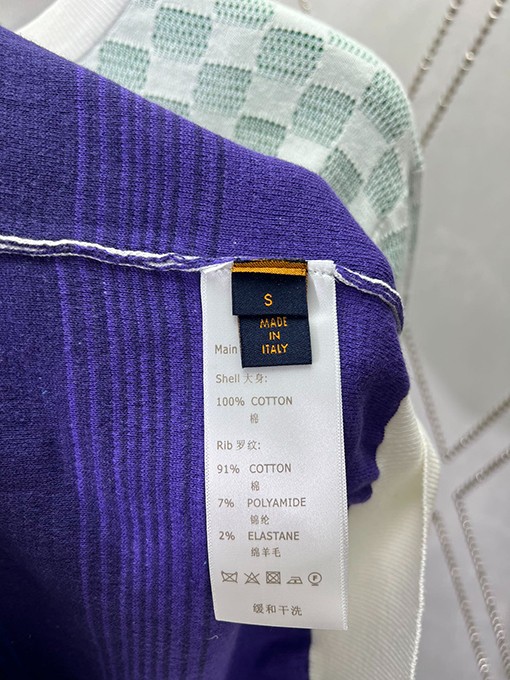 S
MADE
IN
ITALY
Main
Shell 大身:
100% COTTON
棉
Rib 罗纹:
91% COTTON
棉
7% POLYAMIDE
锦纶
2% ELASTANE
绵羊毛
缓和干洗